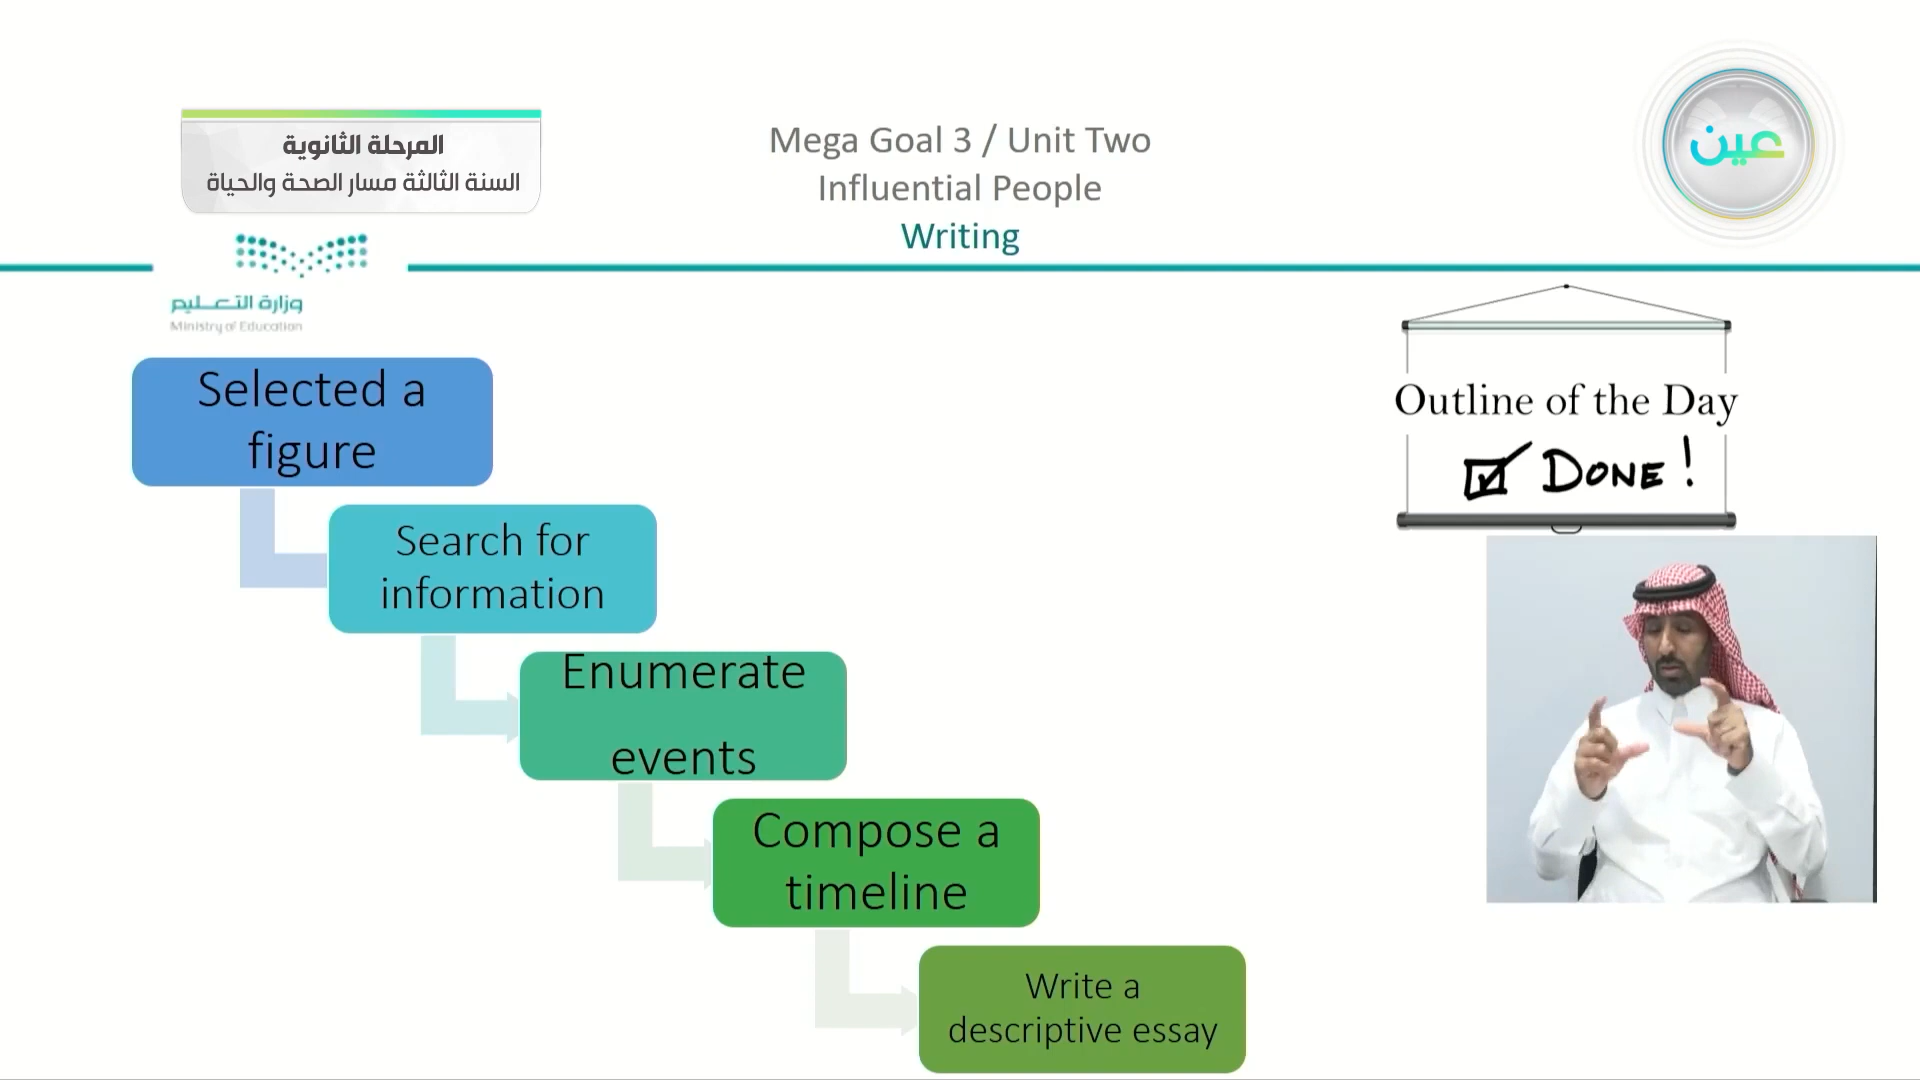 المرحلة الثانوية
السنة الثالثة مسار الصحة والحياة
Mega Goal 3 / Unit Two
Influential People
Writing
عين
وزارة التعليم
Ministry of Education
Outline of the Day
DONE!
Selected a
figure
Search for
information
Enumerate
events
Compose a
timeline
Write a
descriptive essay